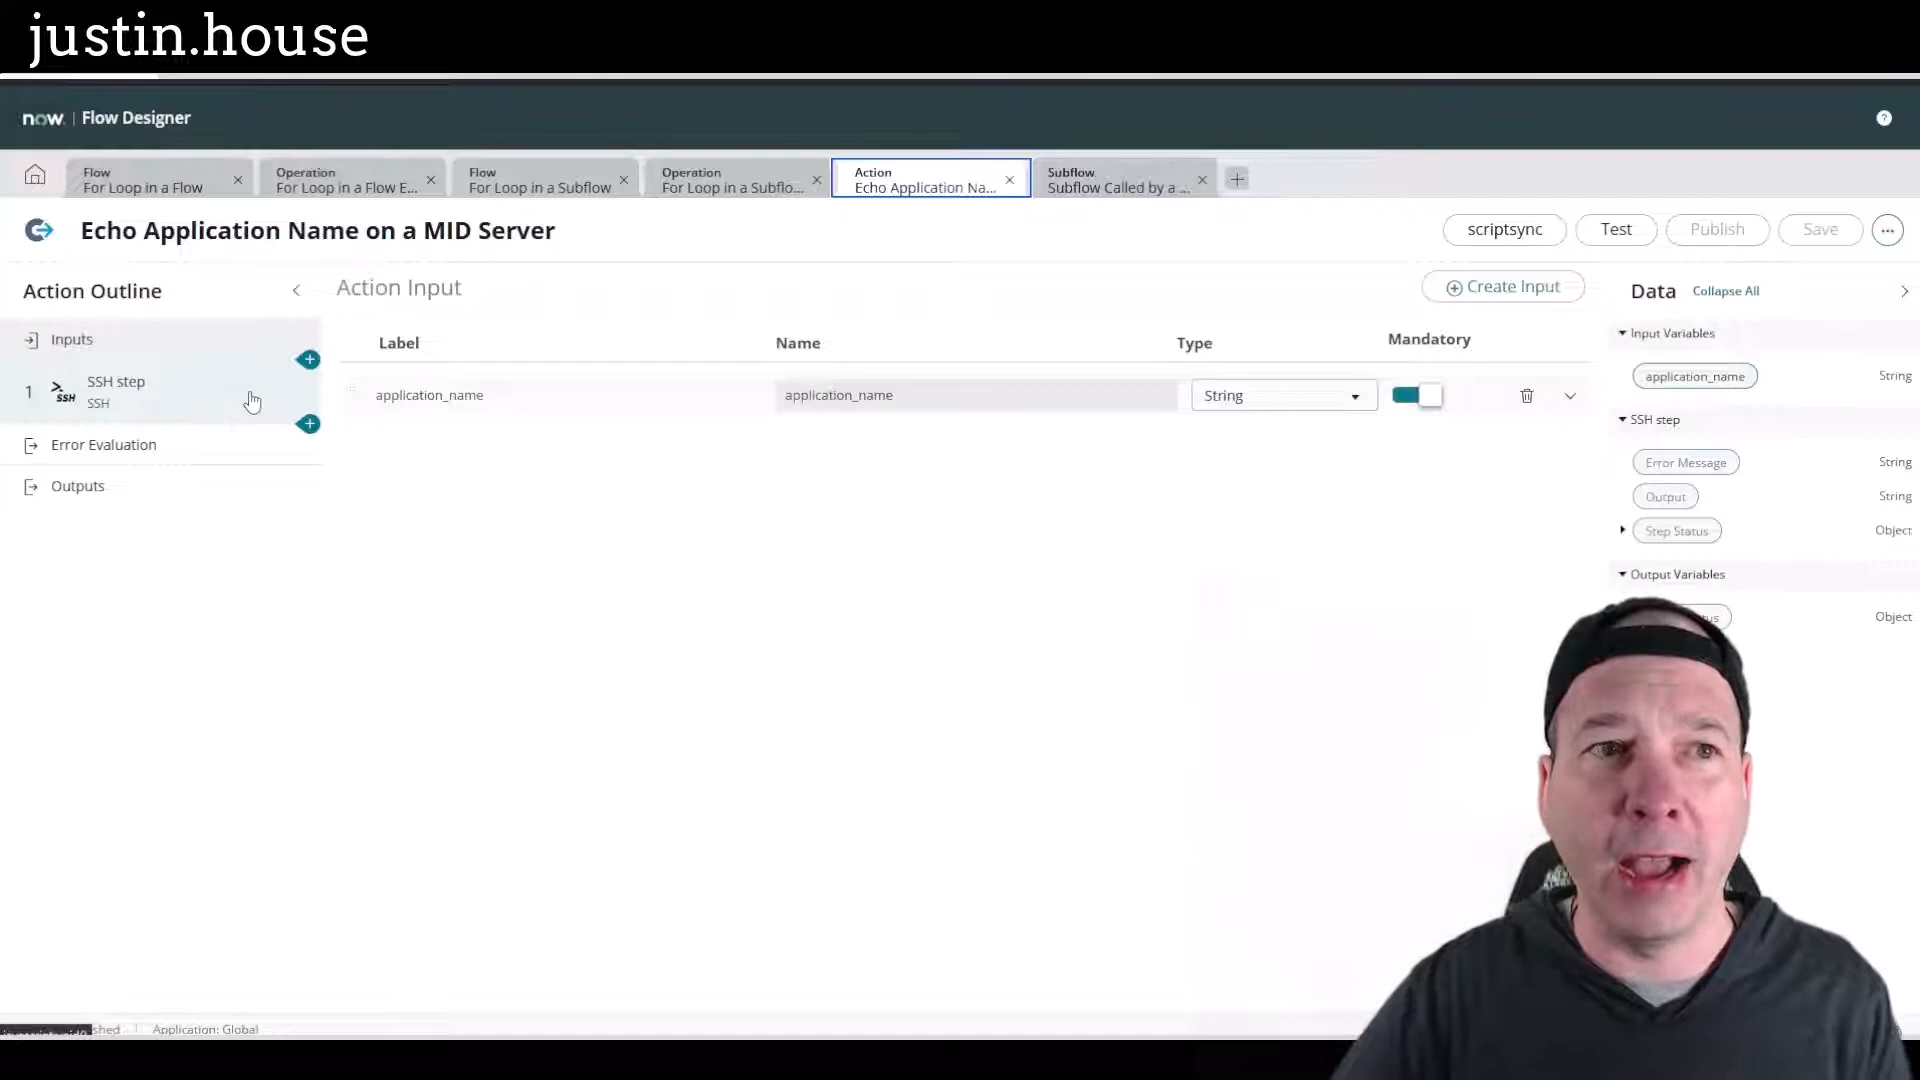 justin.house
now. | Flow Designer
?
Flow
For Loop in a Flow
Operation
For Loop in a Flow E...
Flow
For Loop in a Subflow
Operation
For Loop in a Subflo...
Action
Echo Application Na...
Subflow
Subflow Called by a ...
Echo Application Name on a MID Server
scriptsync
Test
Publish
Save
...
Action Outline
Inputs
1
SSH
SSH step
SSH
Error Evaluation
Outputs
Action Input
Create Input
Label
Name
Type
Mandatory
application_name
application_name
String
Data
Collapse All
Input Variables
application_name
String
SSH step
Error Message
String
Output
String
Step Status
Object
Output Variables
Object
Application: Global